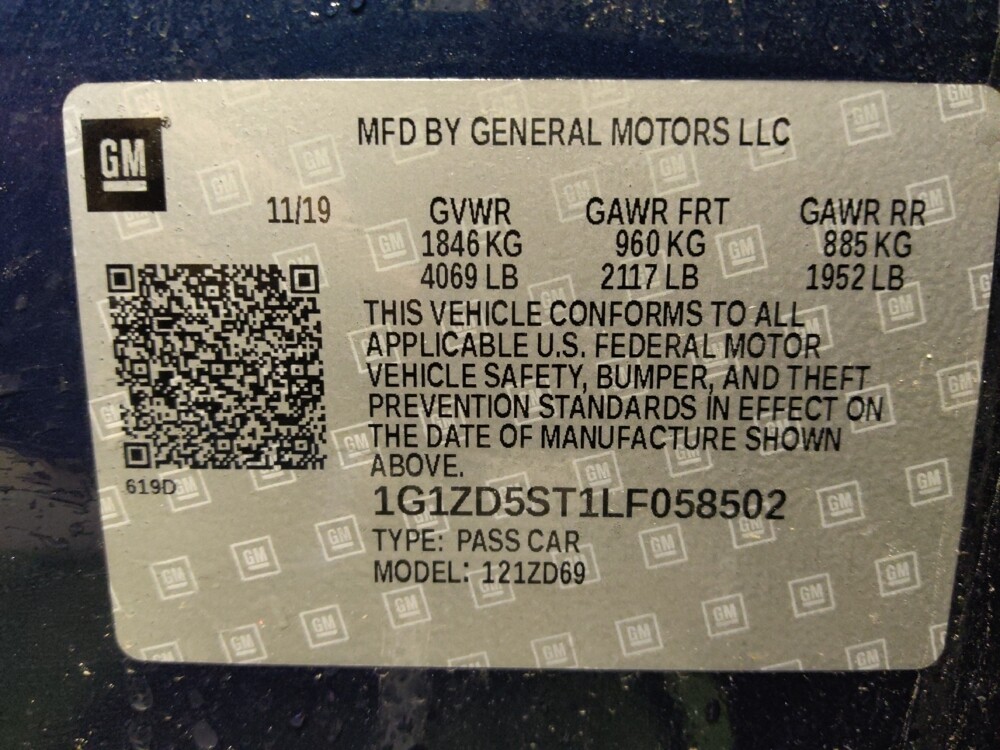 GM
MFD BY GENERAL MOTORS LLC
11/19 GVWR GAWR FRT GAWR RR
1846 KG 960 KG 885 KG
4069 LB 2117 LB 1952 LB
THIS VEHICLE CONFORMS TO ALL
APPLICABLE U.S. FEDERAL MOTOR
VEHICLE SAFETY, BUMPER, AND THEFT
PREVENTION STANDARDS IN EFFECT ON
THE DATE OF MANUFACTURE SHOWN
ABOVE.
619D
1G1ZD5ST1LF058502
TYPE: PASS CAR
MODEL: 121ZD69